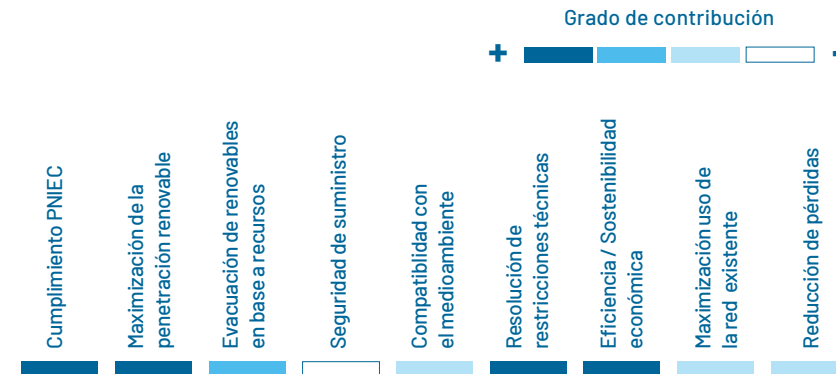 Grado de contribución
+
-
Cumplimiento PNIEC
Maximización de la
penetración renovable
Evacuación de renovables
en base a recursos
Seguridad de suministro
Compatiblidad con
el medioambiente
Resolución de
restricciones técnicas
Eficiencia / Sostenibilidad
económica
Maximización uso de
la red existente
Reducción de pérdidas